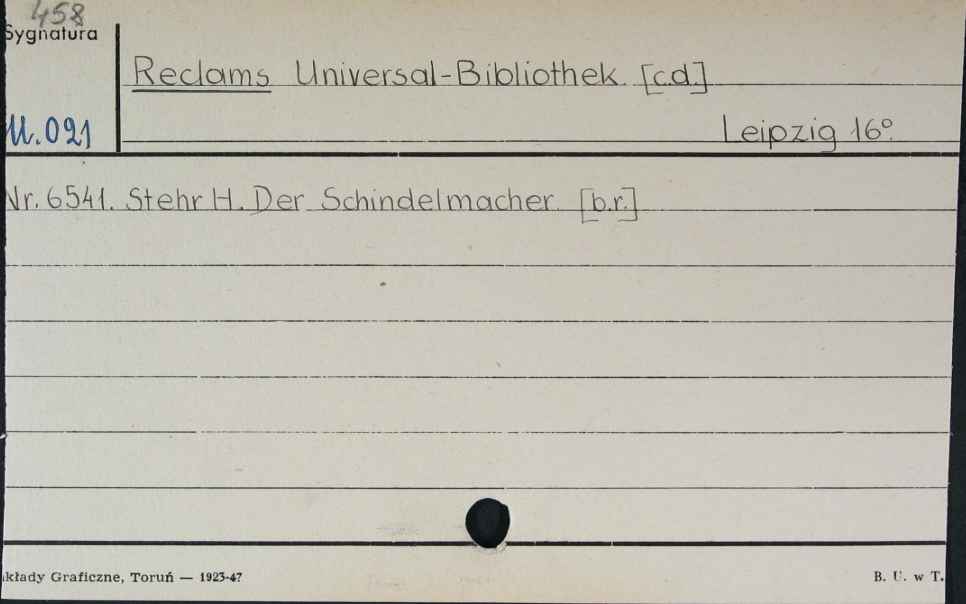 458
Sygnatura
Reclams Universal-Bibliothek [c.d.]
U.021
Leipzig 16°
Nr. 6541. Stehr H. Der Schindelmacher [b.r.]
kłady Graficzne, Toruń — 1923-47
B. U. w T.